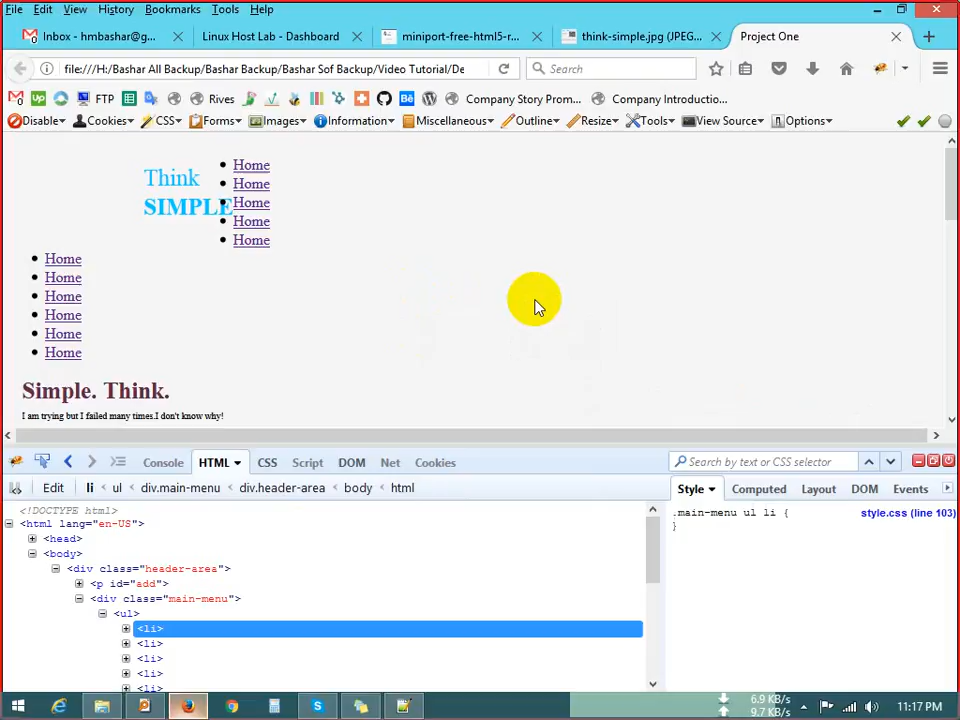 File Edit View History Bookmarks Tools Help
Inbox - hmbashar@g... Linux Host Lab - Dashboard miniport-free-html5-r... think-simple.jpg (JPEG... Project One
file:///H:/Bashar All Backup/Bashar Backup/Bashar Sof Backup/Video Tutorial/De Search
FTP Rives Company Story Prom... Company Introductio...
Disable Cookies CSS Forms Images Information Miscellaneous Outline Resize Tools View Source Options
Think
SIMPLE
Home
Home
Home
Home
Home
Home
Home
Home
Home
Home
Home
Simple. Think.
I am trying but I failed many times.I don't know why!
Console HTML CSS Script DOM Net Cookies Search by text or CSS selector
Edit li < ul < div.main-menu < div.header-area < body < html
Style Computed Layout DOM Events
<!DOCTYPE html>
<html lang="en-US">
<head>
<body>
<div class="header-area">
<p id="add">
<div class="main-menu">
<ul>
<li>
<li>
<li>
<li>
<li>
.main-menu ul li { style.css (line 103)
}
6.9 KB/s
9.7 KB/s
11:17 PM